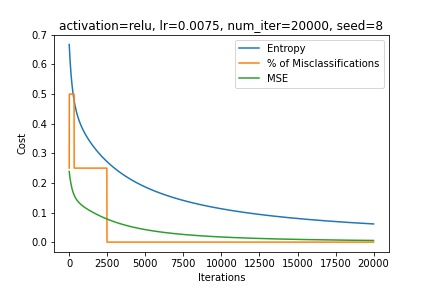 activation=relu, lr=0.0075, num_iter=20000, seed=8
0.7
0.6
0.5
0.4
0.3
0.2
0.1
0.0
Cost
Entropy
% of Misclassifications
MSE
0 2500 5000 7500 10000 12500 15000 17500 20000
Iterations